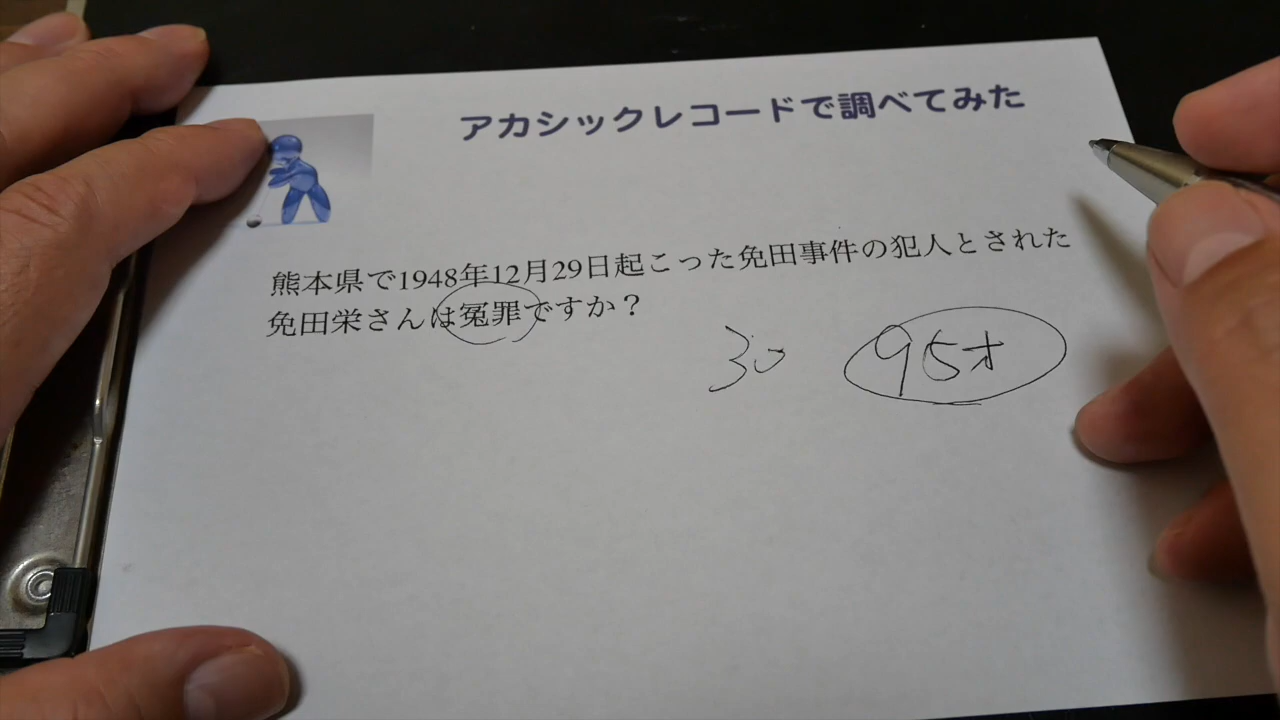 アカシックレコードで調べてみた
熊本県で1948年12月29日起こった免田事件の犯人とされた
免田栄さんは冤罪ですか？
30 95才